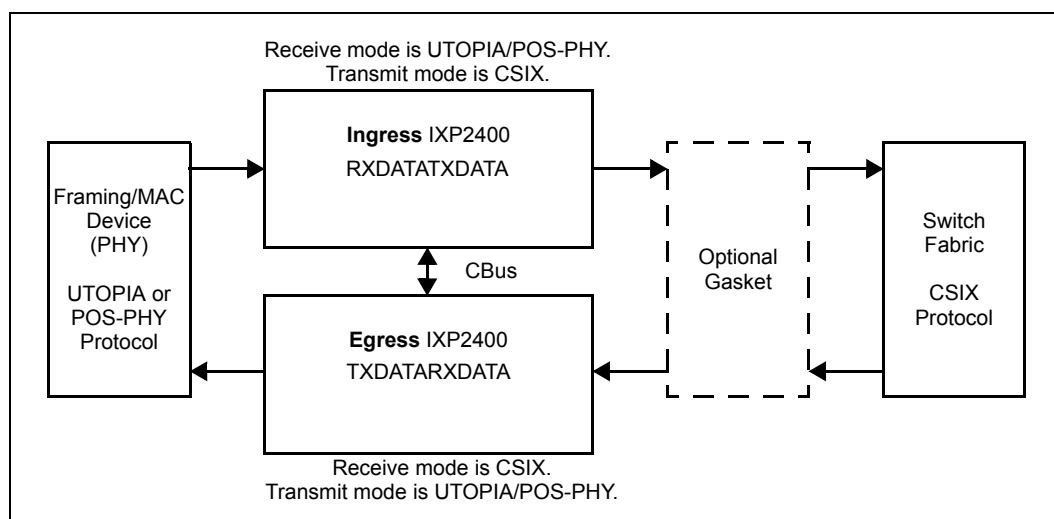 Receive mode is UTOPIA/POS-PHY.
Transmit mode is CSIX.
Ingress IXP2400
RXDATATXDATA
Framing/MAC
Device
(PHY)
UTOPIA or
POS-PHY
Protocol
CBus
Optional
Gasket
Switch
Fabric
CSIX
Protocol
Egress IXP2400
TXDATARXDATA
Receive mode is CSIX.
Transmit mode is UTOPIA/POS-PHY.